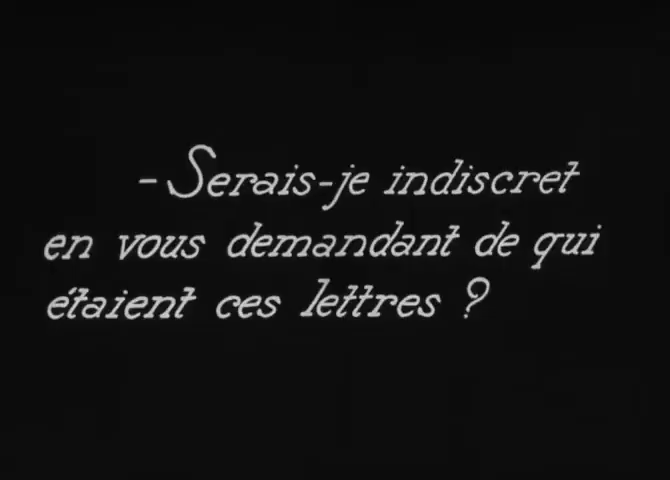 -Serais-je indiscret
en vous demandant de qui
étaient ces lettres ?